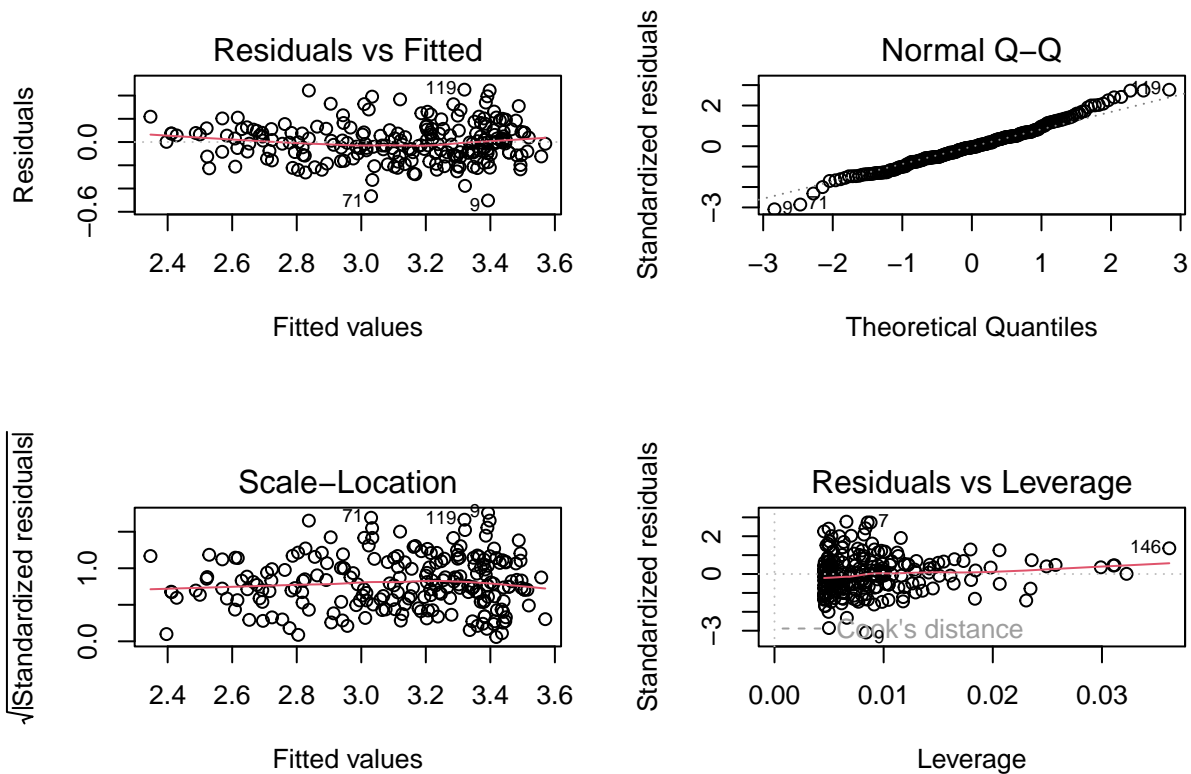 Residuals vs Fitted
Residuals
0.0
−0.6
119
71
9
2.4 2.6 2.8 3.0 3.2 3.4 3.6
Fitted values
Normal Q−Q
Standardized residuals
2
0
−3
119
9
71
−3 −2 −1 0 1 2 3
Theoretical Quantiles
Scale−Location
√|Standardized residuals|
1.0
0.0
71
119
9
2.4 2.6 2.8 3.0 3.2 3.4 3.6
Fitted values
Residuals vs Leverage
Standardized residuals
2
0
−3
7
146
Cook's distance
9
0.00 0.01 0.02 0.03
Leverage